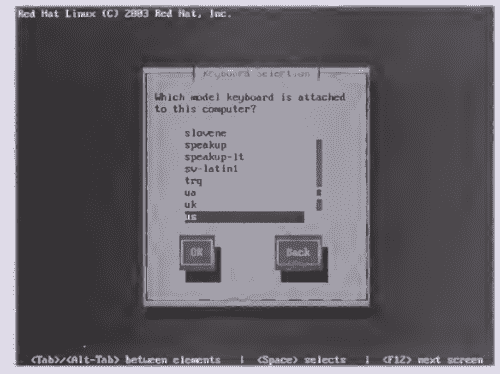 Red Hat Linux (C) 2003 Red Hat, Inc.
Keyboard Selection
Which model keyboard is attached
to this computer?
slovene
speakup
speakup-lt
sv-latin1
trq
ua
uk
us
OK
Back
<Tab>/<Alt-Tab> between elements | <Space> selects | <F12> next screen